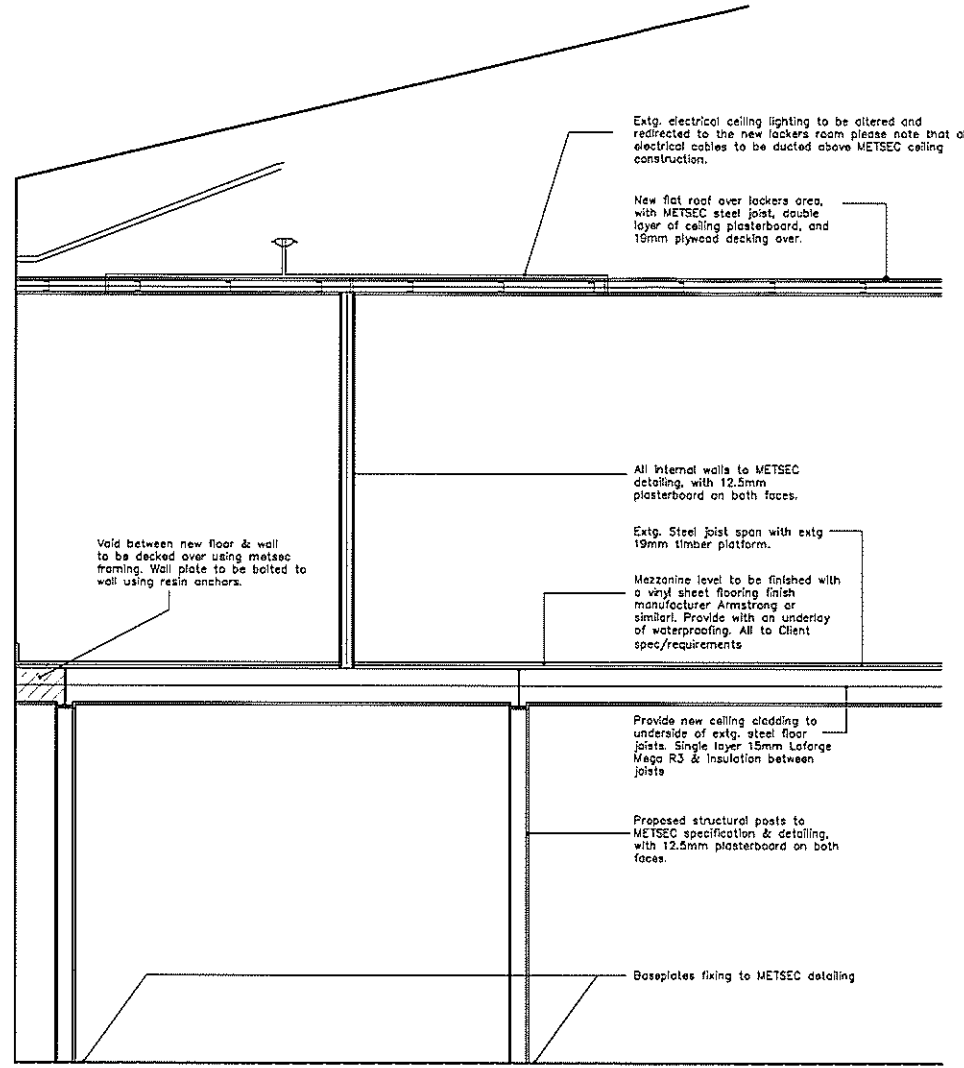 Extg. electrical ceiling lighting to be altered and
redirected to the new lockers room please note that
electrical cables to be ducted above METSEC ceiling
construction.
New flat roof over lockers area,
with METSEC steel joist, double
layer of ceiling plasterboard, and
19mm plywood decking over.
All internal walls to METSEC
detailing, with 12.5mm
plasterboard on both faces.
Void between new floor & wall
to be decked over using metsec
framing. Wall plate to be bolted to
wall using resin anchors.
Extg. Steel joist span with extg
19mm timber platform.
Mezzanine level to be finished with
a vinyl sheet flooring finish
manufacturer Armstrong or
similarl. Provide with an underlay
of waterproofing. All to Client
spec/requirements
Provide new ceiling cladding to
underside of extg. steel floor
joists. Single layer 15mm Laforge
Mega R3 & Insulation between
joists
Proposed structural posts to
METSEC specification & detailing,
with 12.5mm plasterboard on both
faces.
Baseplates fixing to METSEC detailing